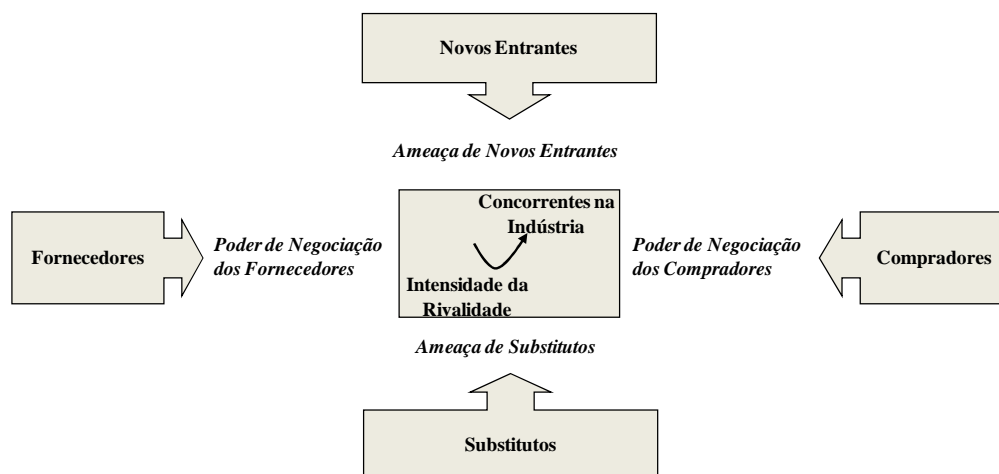 Novos Entrantes
Ameaça de Novos Entrantes
Concorrentes na
Indústria
Fornecedores
Poder de Negociação
dos Fornecedores
Poder de Negociação
dos Compradores
Compradores
Intensidade da
Rivalidade
Ameaça de Substitutos
Substitutos